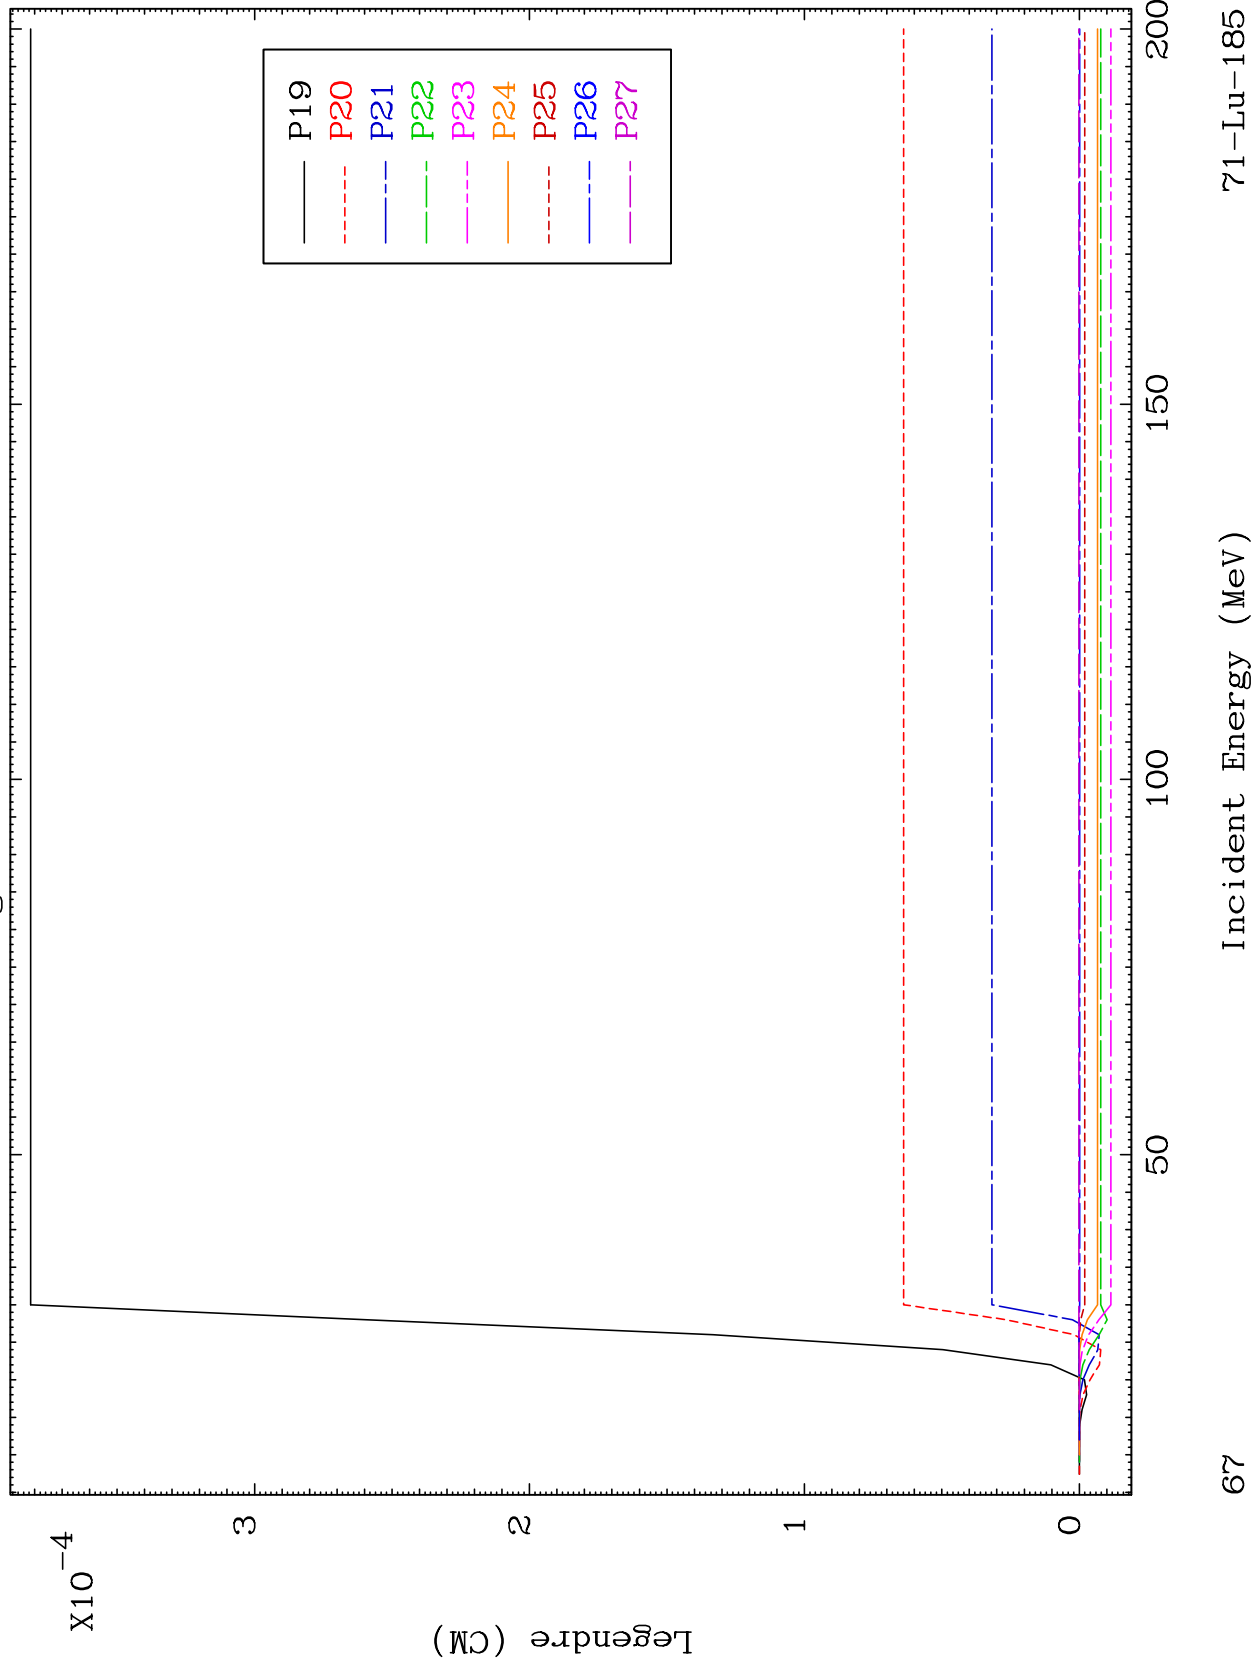 X10-4
3
2
1
0
Legendre (CM)
P19
P20
P21
P22
P23
P24
P25
P26
P27
50
100
150
200
Incident Energy (MeV)
67
71-Lu-185